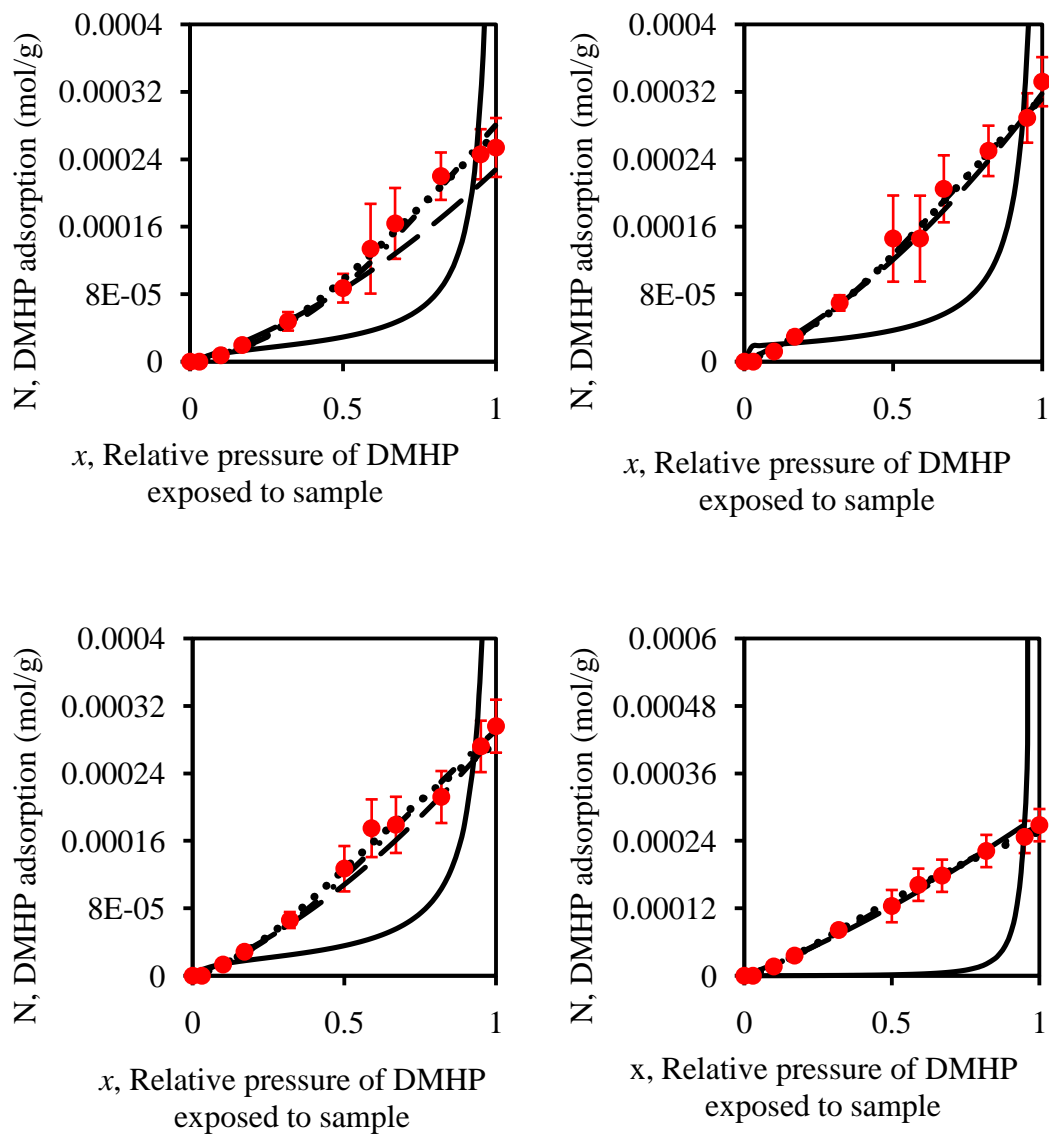 N, DMHP adsorption (mol/g)
0.0004
0.00032
0.00024
0.00016
8E-05
0
0
0.5
1
x, Relative pressure of DMHP
exposed to sample
N, DMHP adsorption (mol/g)
0.0004
0.00032
0.00024
0.00016
8E-05
0
0
0.5
1
x, Relative pressure of DMHP
exposed to sample
N, DMHP adsorption (mol/g)
0.0004
0.00032
0.00024
0.00016
8E-05
0
0
0.5
1
x, Relative pressure of DMHP
exposed to sample
N, DMHP adsorption (mol/g)
0.0006
0.00048
0.00036
0.00024
0.00012
0
0
0.5
1
x, Relative pressure of DMHP
exposed to sample